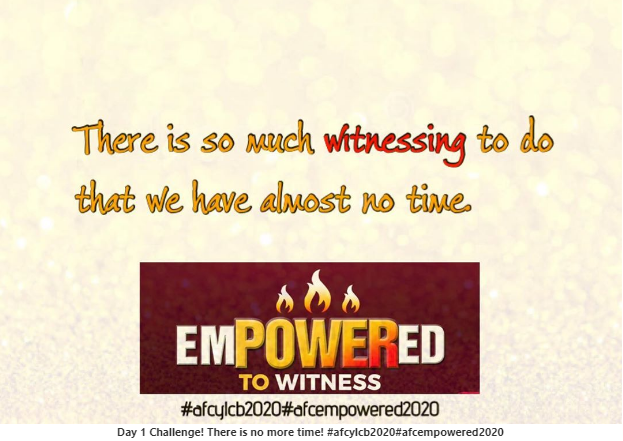 There is so much witnessing to do
that we have almost no time.
EMPOWERED
TO WITNESS
#afcylcb2020#afcempowered2020
Day 1 Challenge! There is no more time! #afcylcb2020#afcempowered2020